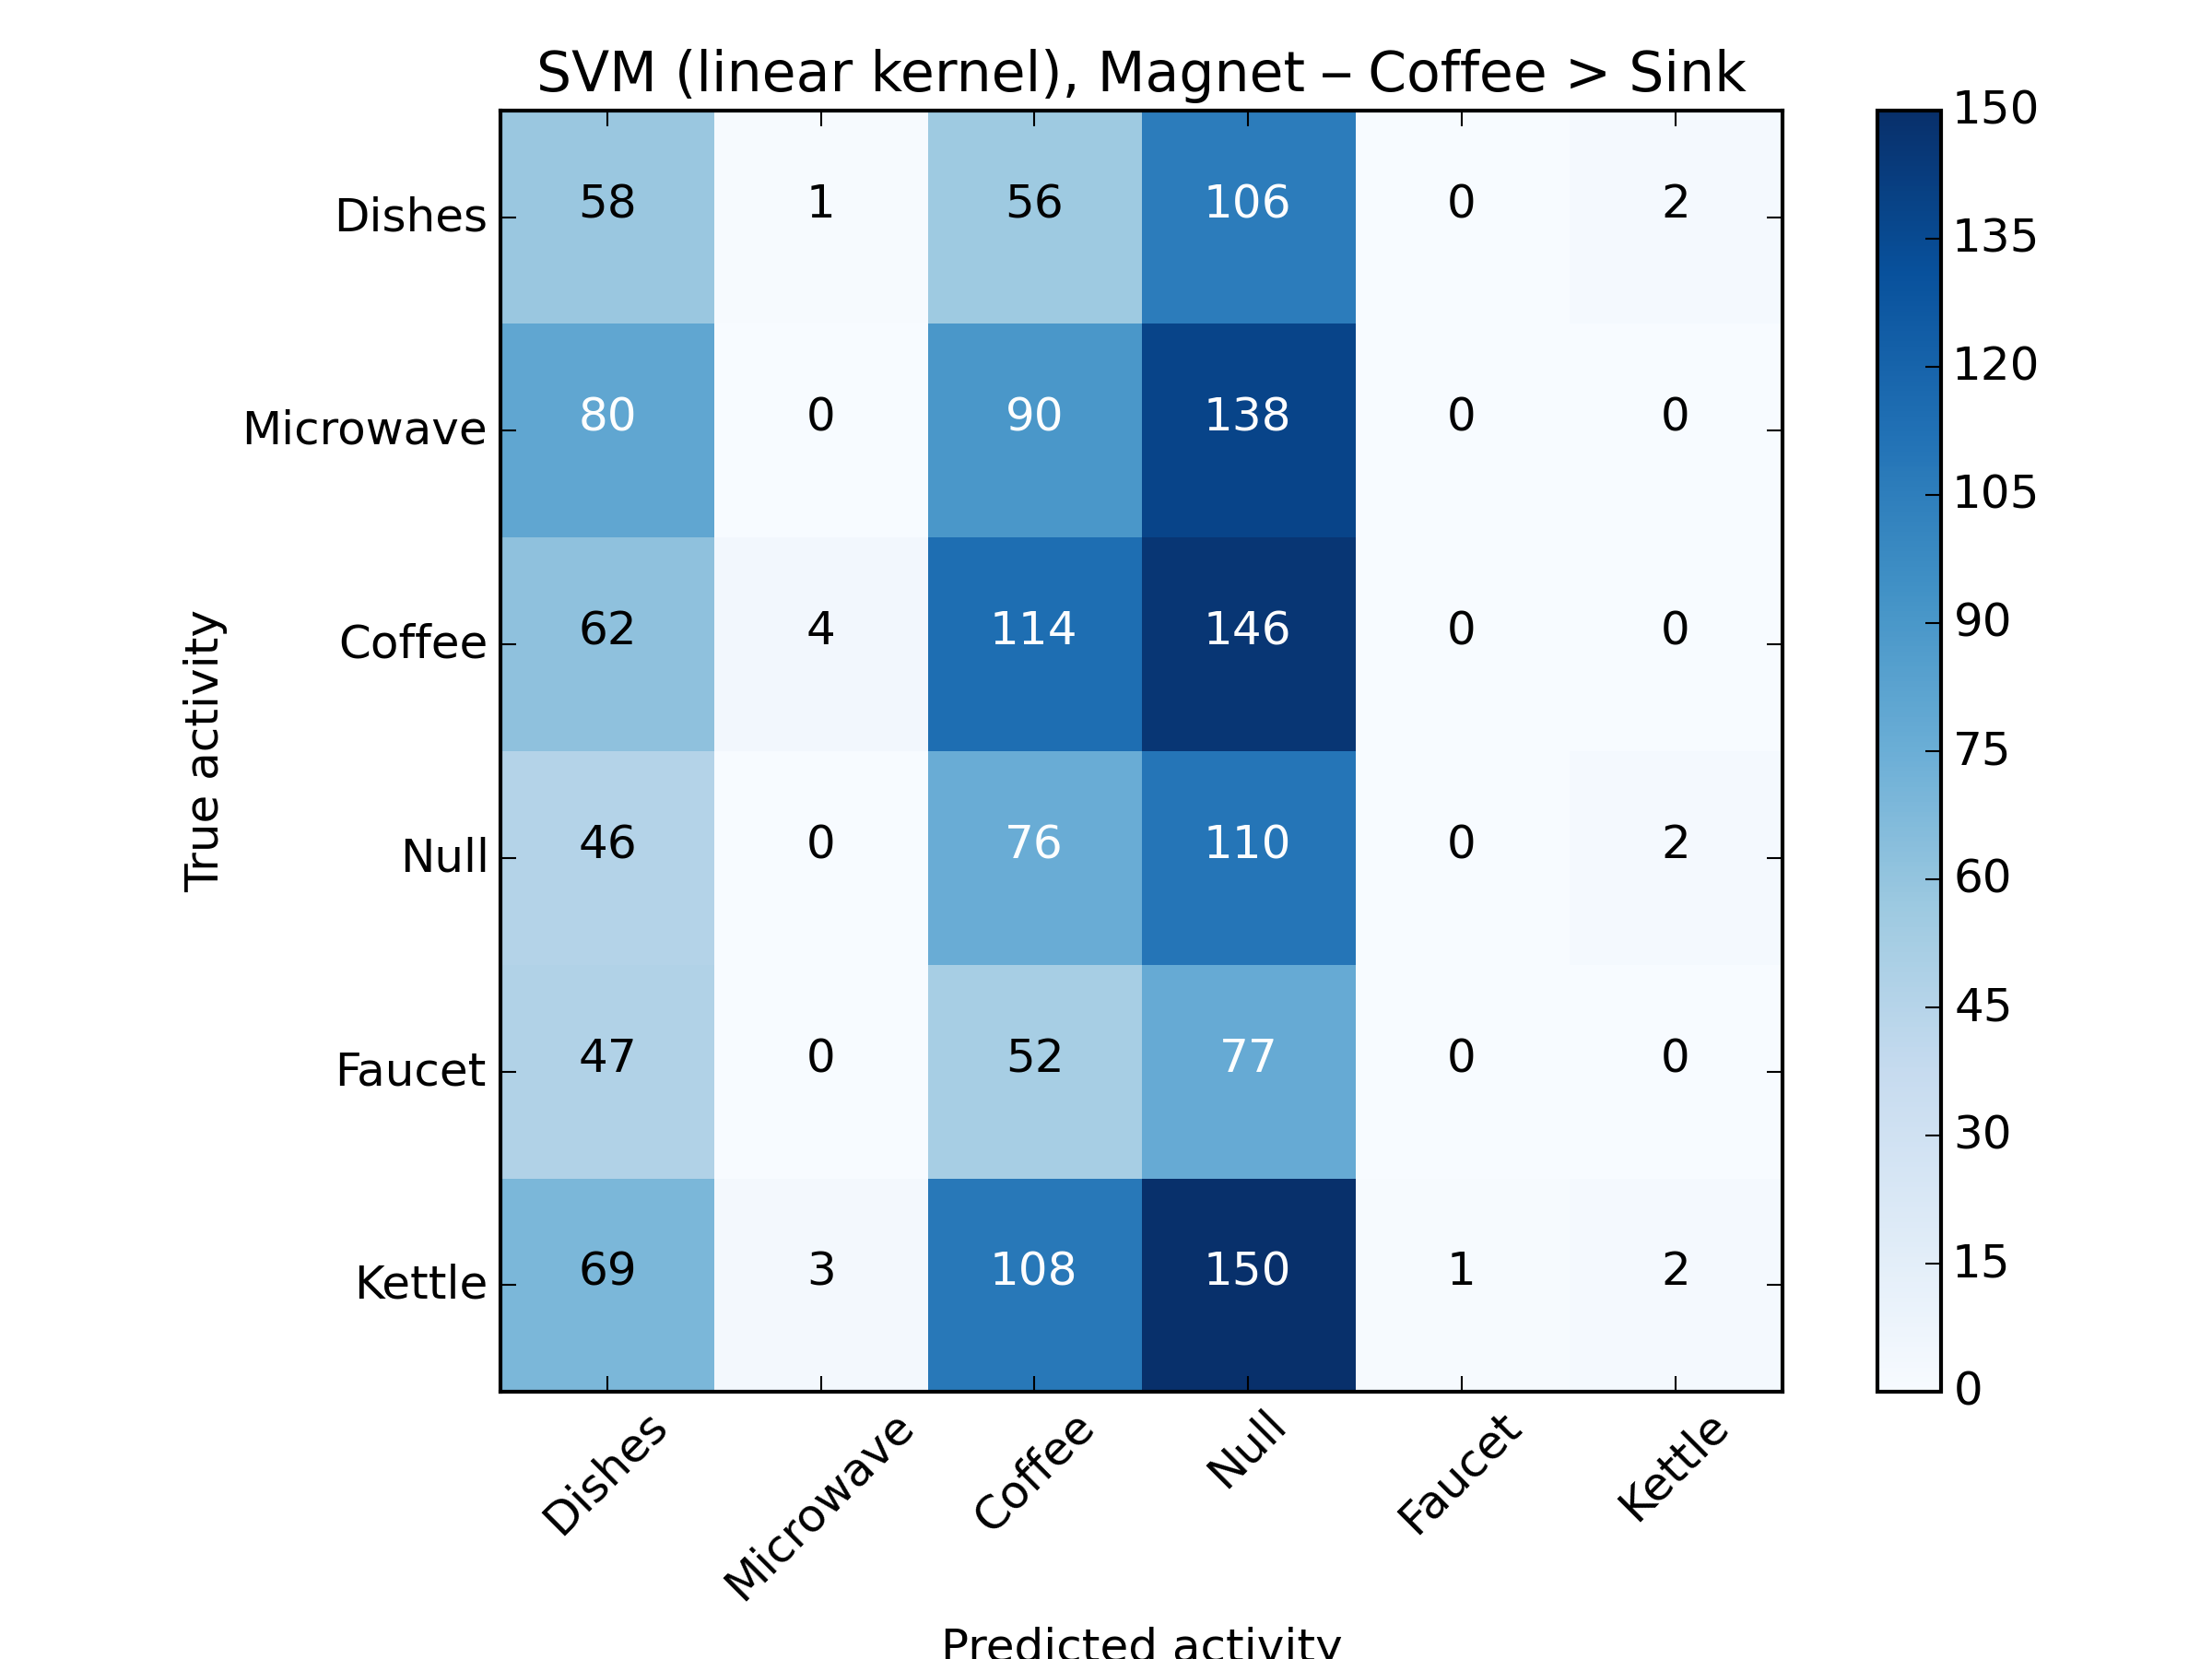 SVM (linear kernel), Magnet – Coffee > Sink
Dishes 58 1 56 106 0 2
Microwave 80 0 90 138 0 0
Coffee 62 4 114 146 0 0
Null 46 0 76 110 0 2
Faucet 47 0 52 77 0 0
Kettle 69 3 108 150 1 2
True activity
Dishes Microwave Coffee Null Faucet Kettle
Predicted activity
150
135
120
105
90
75
60
45
30
15
0